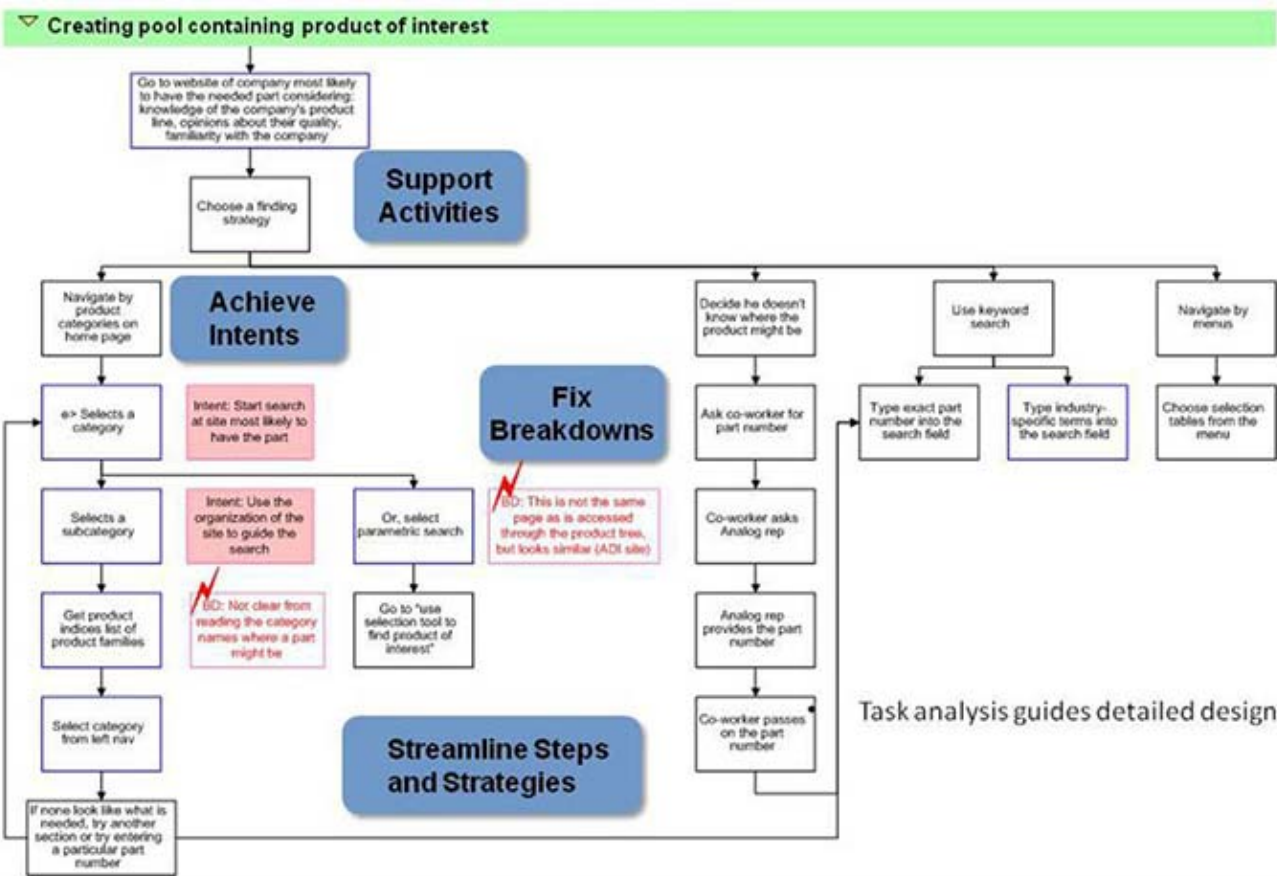 Creating pool containing product of interest
Go to website of company most likely
to have the needed part considering:
knowledge of the company's product
line, opinions about their quality,
familiarity with the company
Support
Activities
Choose a finding
strategy
Navigate by
product
categories on
home page
Achieve
Intents
Decide he doesn't
know where the
product might be
Use keyword
search
Navigate by
menus
e> Selects a
category
Intent: Start search
at site most likely to
have the part
Fix
Breakdowns
Ask co-worker for
part number
Type exact part
number into the
search field
Type industry-
specific terms into
the search field
Choose selection
tables from the
menu
Selects a
subcategory
Intent: Use the
organization of the
site to guide the
search
Or, select
parametric search
BD: This is not the same
page as is accessed
through the product tree,
but looks similar (ADI site)
Co-worker asks
Analog rep
Get product
indices list of
product families
BD: Not clear from
reading the category
names where a part
might be
Go to "use
selection tool to
find product of
interest"
Analog rep
provides the part
number
Select category
from left nav
Streamline Steps
and Strategies
Co-worker passes
on the part
number
Task analysis guides detailed design
If none look like what is
needed, try another
section or try entering
a particular part
number